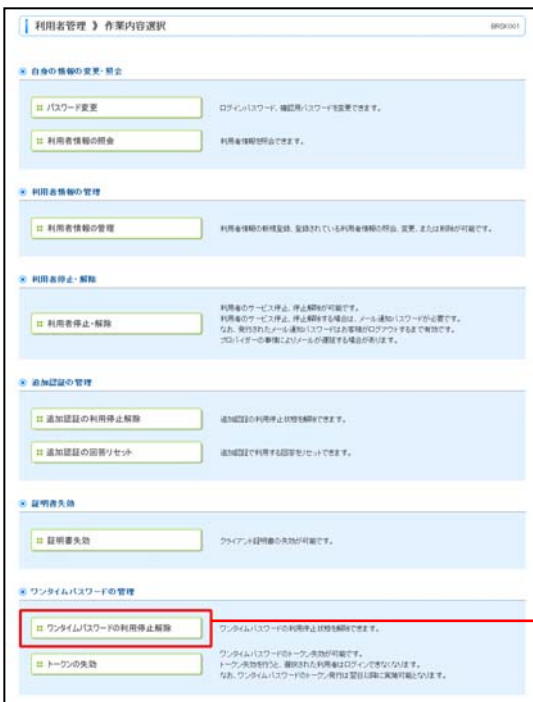 利用者管理 》 作業内容選択
BRSK001
自身の情報の変更・照会
パスワード変更
ログインパスワード、確認用パスワードを変更できます。
利用者情報の照会
利用者情報を照会できます。
利用者情報の管理
利用者情報の管理
利用者情報の新規登録、登録されている利用者情報の照会、変更、または削除が可能です。
利用者停止・解除
利用者停止・解除
利用者のサービス停止、停止解除が可能です。
利用者のサービス停止、停止解除する場合は、メール通知パスワードが必要です。
なお、発行されたメール通知パスワードはお客様がログアウトするまで有効です。
プロバイダーの事情によりメールが遅延する場合があります。
追加認証の管理
追加認証の利用停止解除
追加認証の利用停止状態を解除できます。
追加認証の回答リセット
追加認証で利用する回答をリセットできます。
証明書失効
証明書失効
クライアント証明書の失効が可能です。
ワンタイムパスワードの管理
ワンタイムパスワードの利用停止解除
ワンタイムパスワードの利用停止状態を解除できます。
トークンの失効
ワンタイムパスワードのトークン失効が可能です。
トークン失効を行うと、選択された利用者はログインできなくなります。
なお、ワンタイムパスワードのトークン発行は翌日以降に実施可能となります。